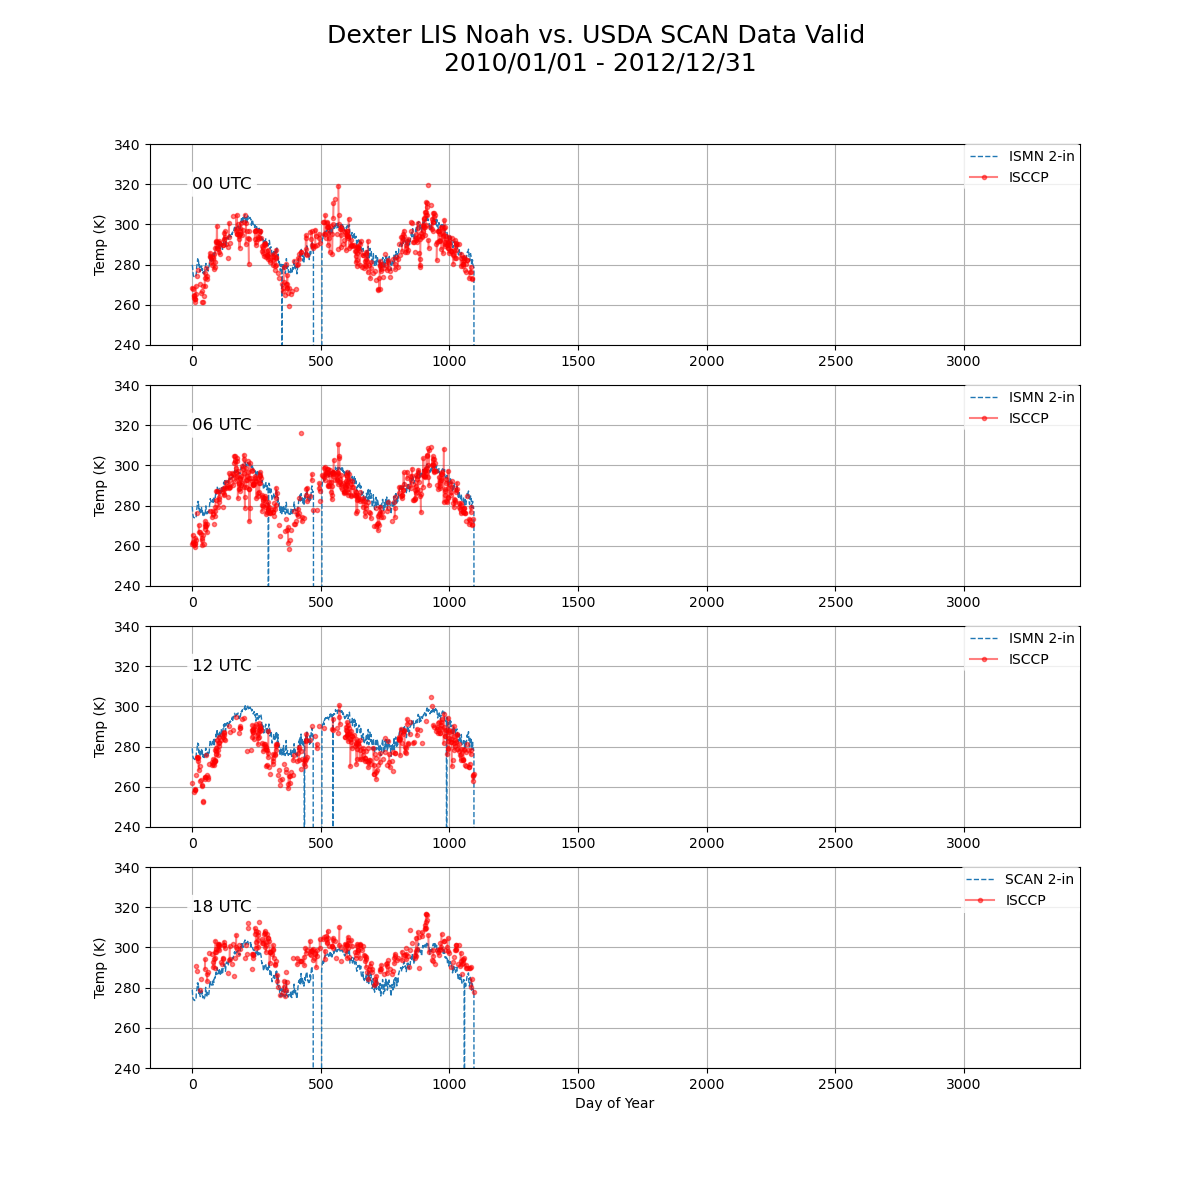 Dexter LIS Noah vs. USDA SCAN Data Valid
2010/01/01 - 2012/12/31
340
320
300
280
260
240
Temp (K)
00 UTC
ISMN 2-in
ISCCP
0 500 1000 1500 2000 2500 3000
340
320
300
280
260
240
Temp (K)
06 UTC
ISMN 2-in
ISCCP
0 500 1000 1500 2000 2500 3000
340
320
300
280
260
240
Temp (K)
12 UTC
ISMN 2-in
ISCCP
0 500 1000 1500 2000 2500 3000
340
320
300
280
260
240
Temp (K)
18 UTC
SCAN 2-in
ISCCP
0 500 1000 1500 2000 2500 3000
Day of Year